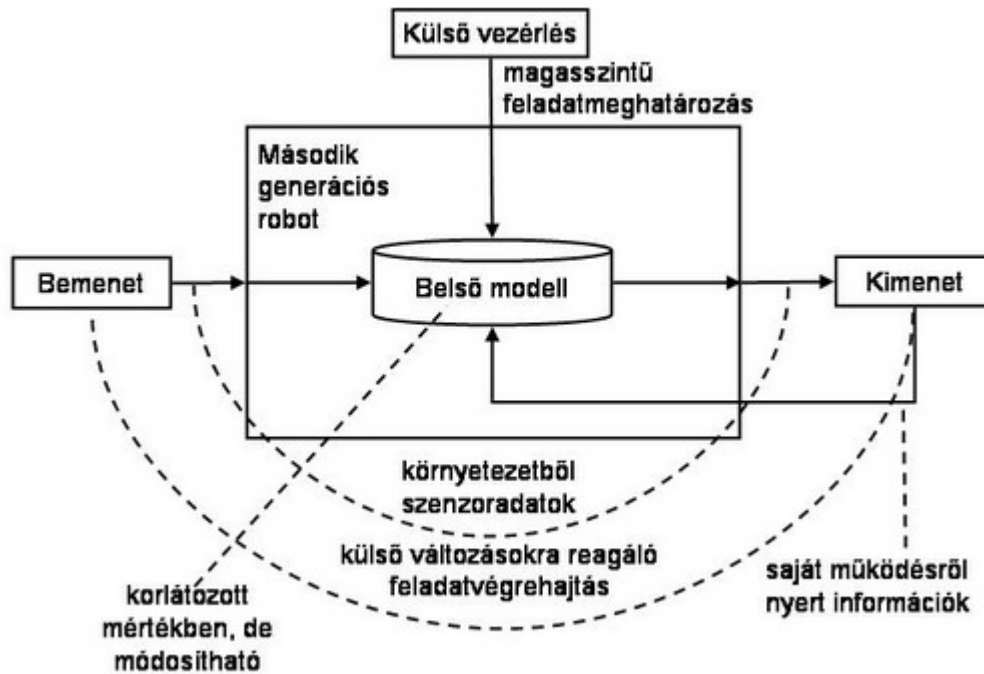 Külső vezérlés
magasszintű
feladatmeghatározás
Második
generációs
robot
Bemenet
Belső modell
Kimenet
környetezetből
szenzoradatok
külső változásokra reagáló
feladatvégrehajtás
saját működésről
nyert információk
korlátozott
mértékben, de
módosítható